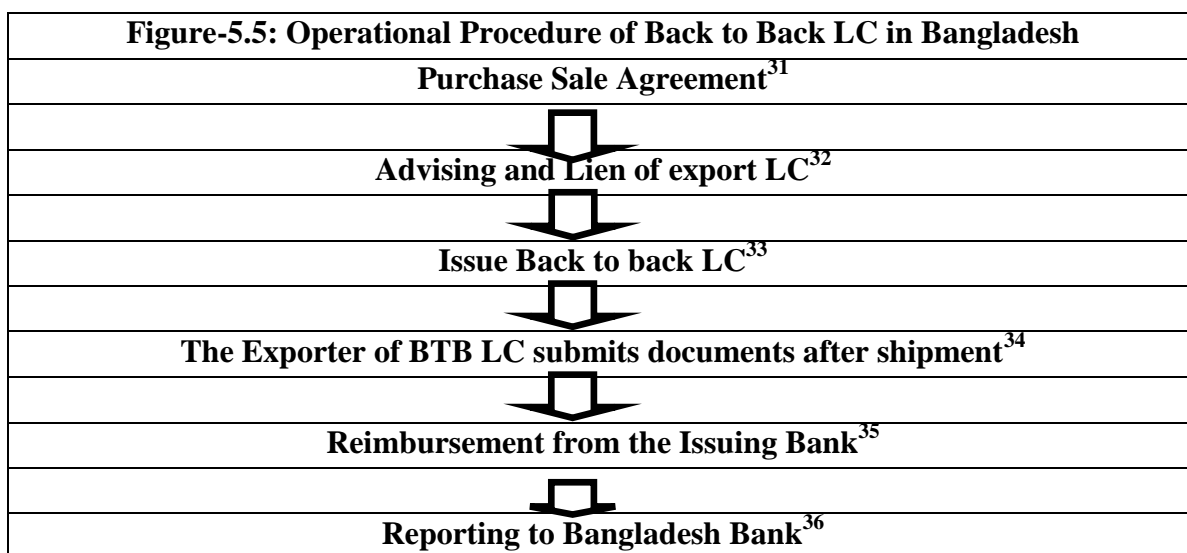 Figure-5.5: Operational Procedure of Back to Back LC in Bangladesh
Purchase Sale Agreement31
Advising and Lien of export LC32
Issue Back to back LC33
The Exporter of BTB LC submits documents after shipment34
Reimbursement from the Issuing Bank35
Reporting to Bangladesh Bank36